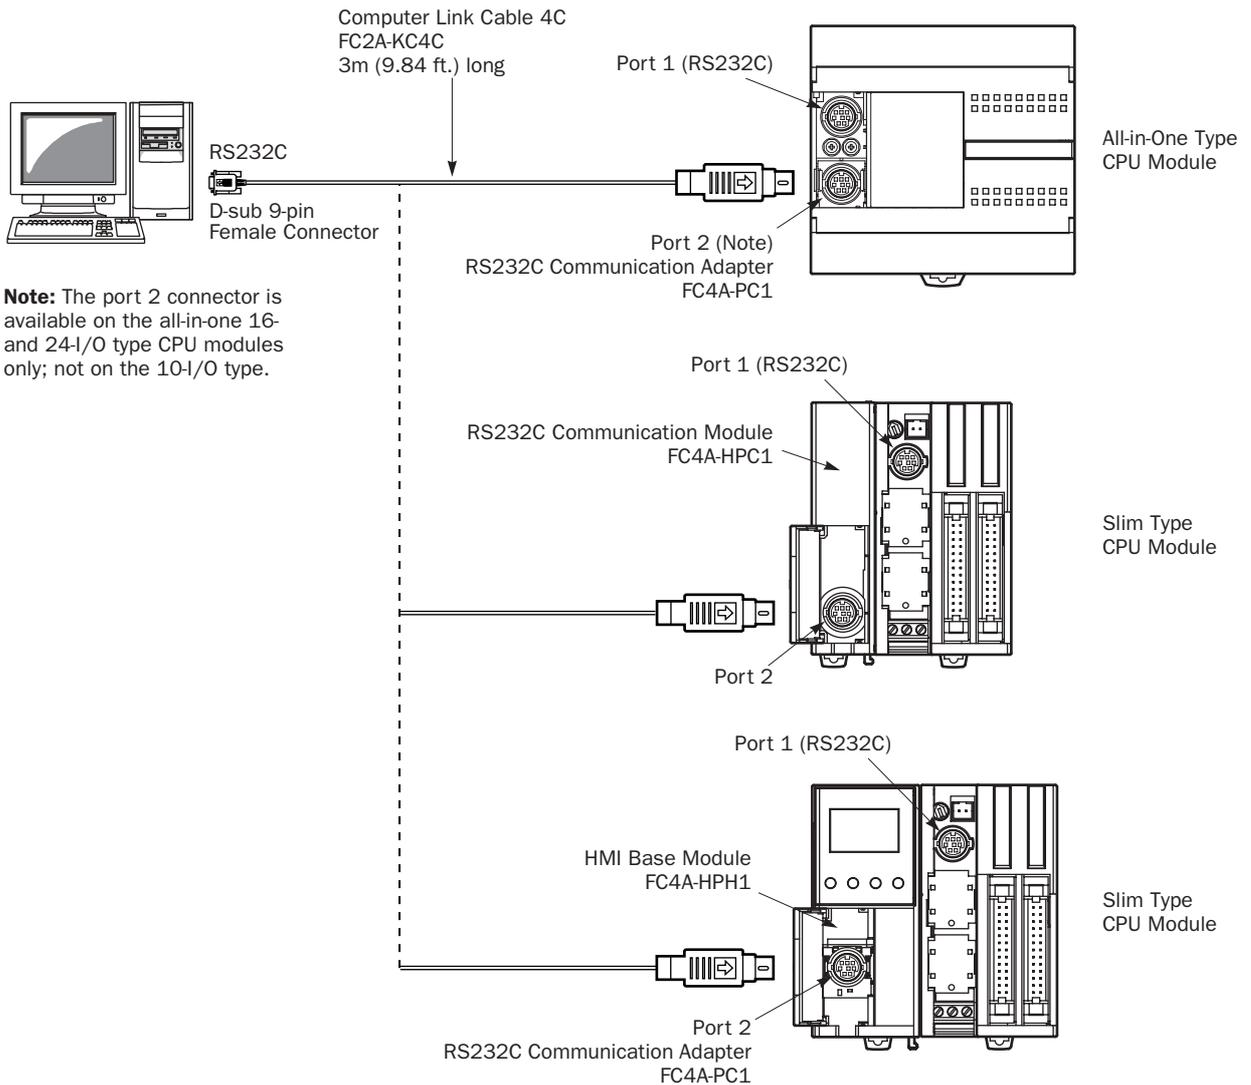 Computer Link Cable 4C
FC2A-KC4C
3m (9.84 ft.) long
Port 1 (RS232C)
All-in-One Type
CPU Module
RS232C
D-sub 9-pin
Female Connector
Port 2 (Note)
RS232C Communication Adapter
FC4A-PC1
Note: The port 2 connector is
available on the all-in-one 16-
and 24-I/O type CPU modules
only; not on the 10-I/O type.
Port 1 (RS232C)
RS232C Communication Module
FC4A-HPC1
Slim Type
CPU Module
Port 2
Port 1 (RS232C)
HMI Base Module
FC4A-HPH1
Slim Type
CPU Module
Port 2
RS232C Communication Adapter
FC4A-PC1